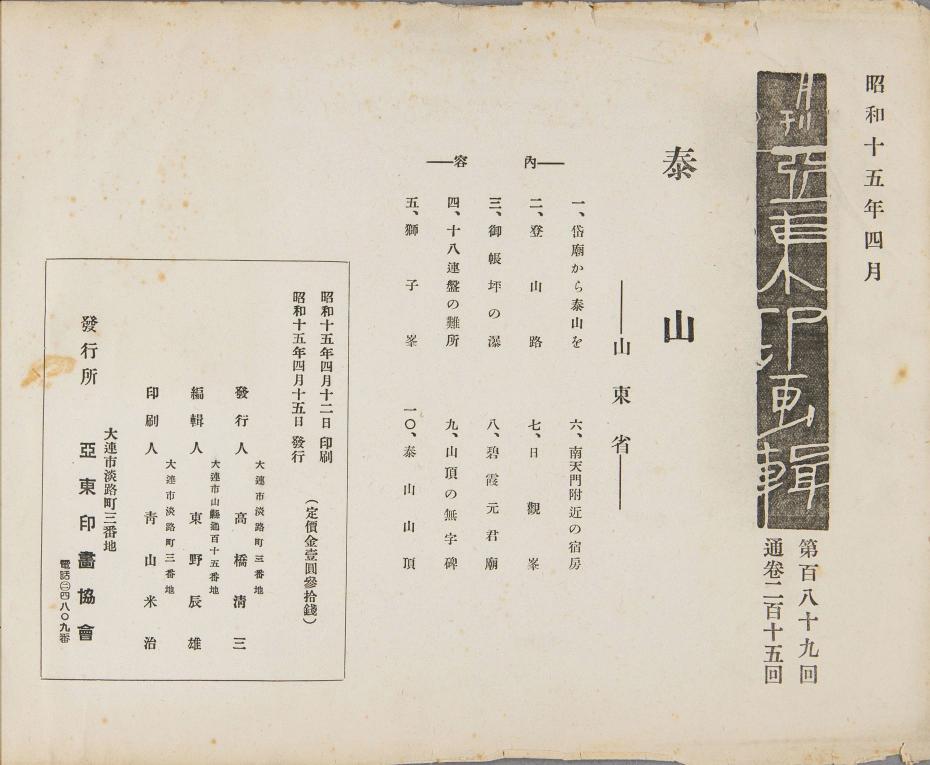 昭和十五年四月
月刊 亞東印画輯
第百八十九回
通卷二百十五回
泰山
――山東省――
――內容――
一、岱廟から泰山を
二、登山路
三、御帳坪の瀑
四、十八連盤の難所
五、獅子峯
六、南天門附近の宿房
七、日觀峯
八、碧霞元君廟
九、山頂の無字碑
一〇、泰山山頂
昭和十五年四月十二日印刷
昭和十五年四月十五日發行
(定價金壹圓參拾錢)
大連市淡路町三番地
發行人 高橋淸三
大連市山縣通百十五番地
編輯人 東野辰雄
大連市淡路町三番地
印刷人 靑山米治
大連市淡路町三番地
發行所 亞東印畫協會
電話㊁四八〇九番